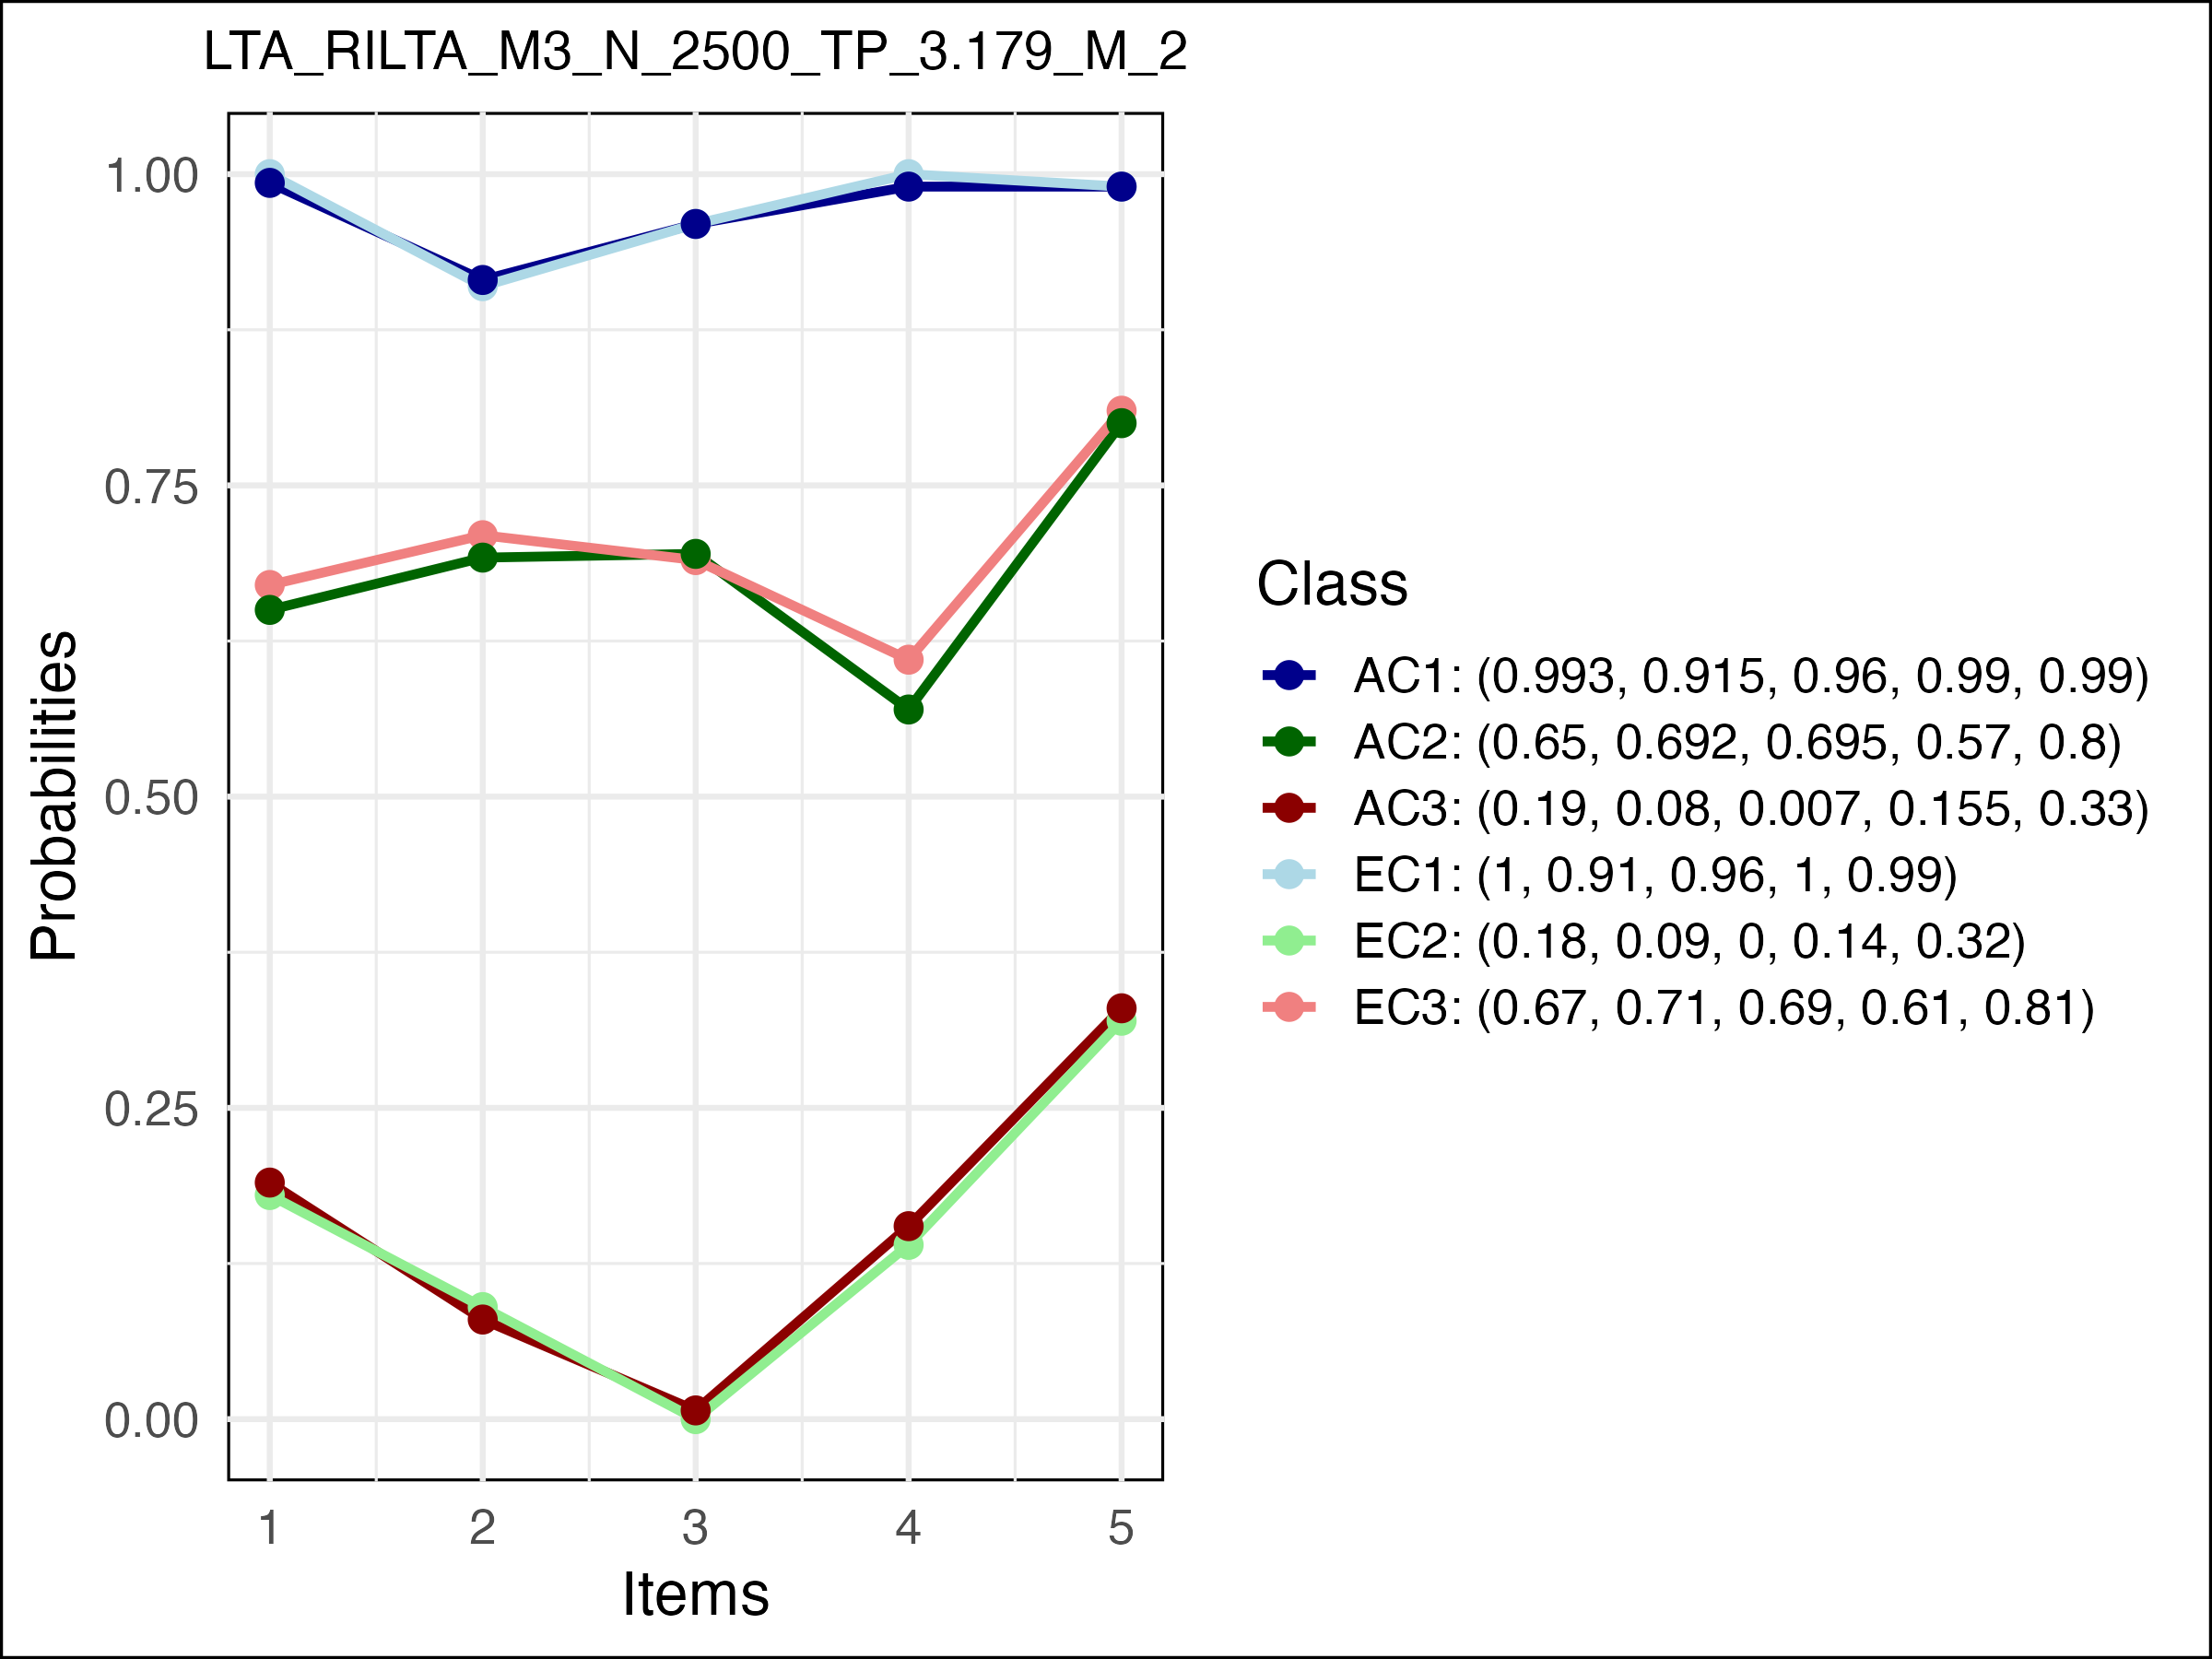 LTA_RILTA_M3_N_2500_TP_3.179_M_2
1.00
0.75
0.50
0.25
0.00
Probabilities
1 2 3 4 5
Items
Class
AC1: (0.993, 0.915, 0.96, 0.99, 0.99)
AC2: (0.65, 0.692, 0.695, 0.57, 0.8)
AC3: (0.19, 0.08, 0.007, 0.155, 0.33)
EC1: (1, 0.91, 0.96, 1, 0.99)
EC2: (0.18, 0.09, 0, 0.14, 0.32)
EC3: (0.67, 0.71, 0.69, 0.61, 0.81)